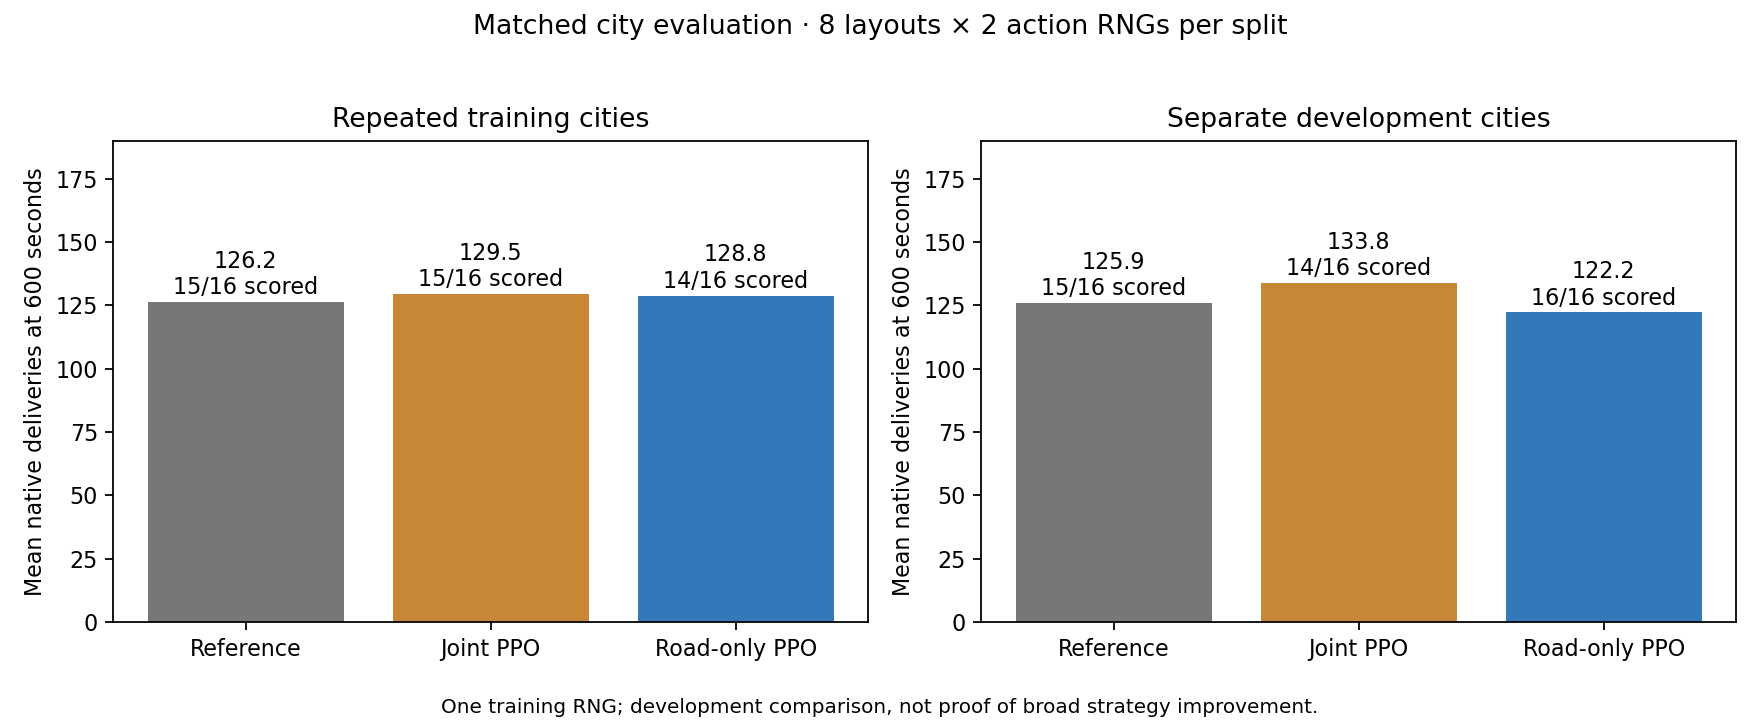 Matched city evaluation · 8 layouts × 2 action RNGs per split
Repeated training cities
Mean native deliveries at 600 seconds
175
150
125
100
75
50
25
0
126.2
15/16 scored
129.5
15/16 scored
128.8
14/16 scored
Reference
Joint PPO
Road-only PPO
Separate development cities
Mean native deliveries at 600 seconds
175
150
125
100
75
50
25
0
125.9
15/16 scored
133.8
14/16 scored
122.2
16/16 scored
Reference
Joint PPO
Road-only PPO
One training RNG; development comparison, not proof of broad strategy improvement.